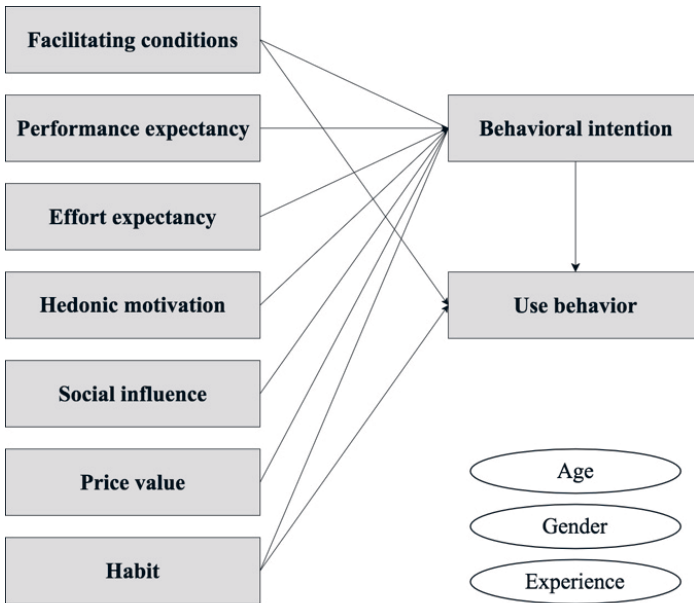 Facilitating conditions
Performance expectancy
Behavioral intention
Effort expectancy
Hedonic motivation
Use behavior
Social influence
Price value
Age
Gender
Habit
Experience